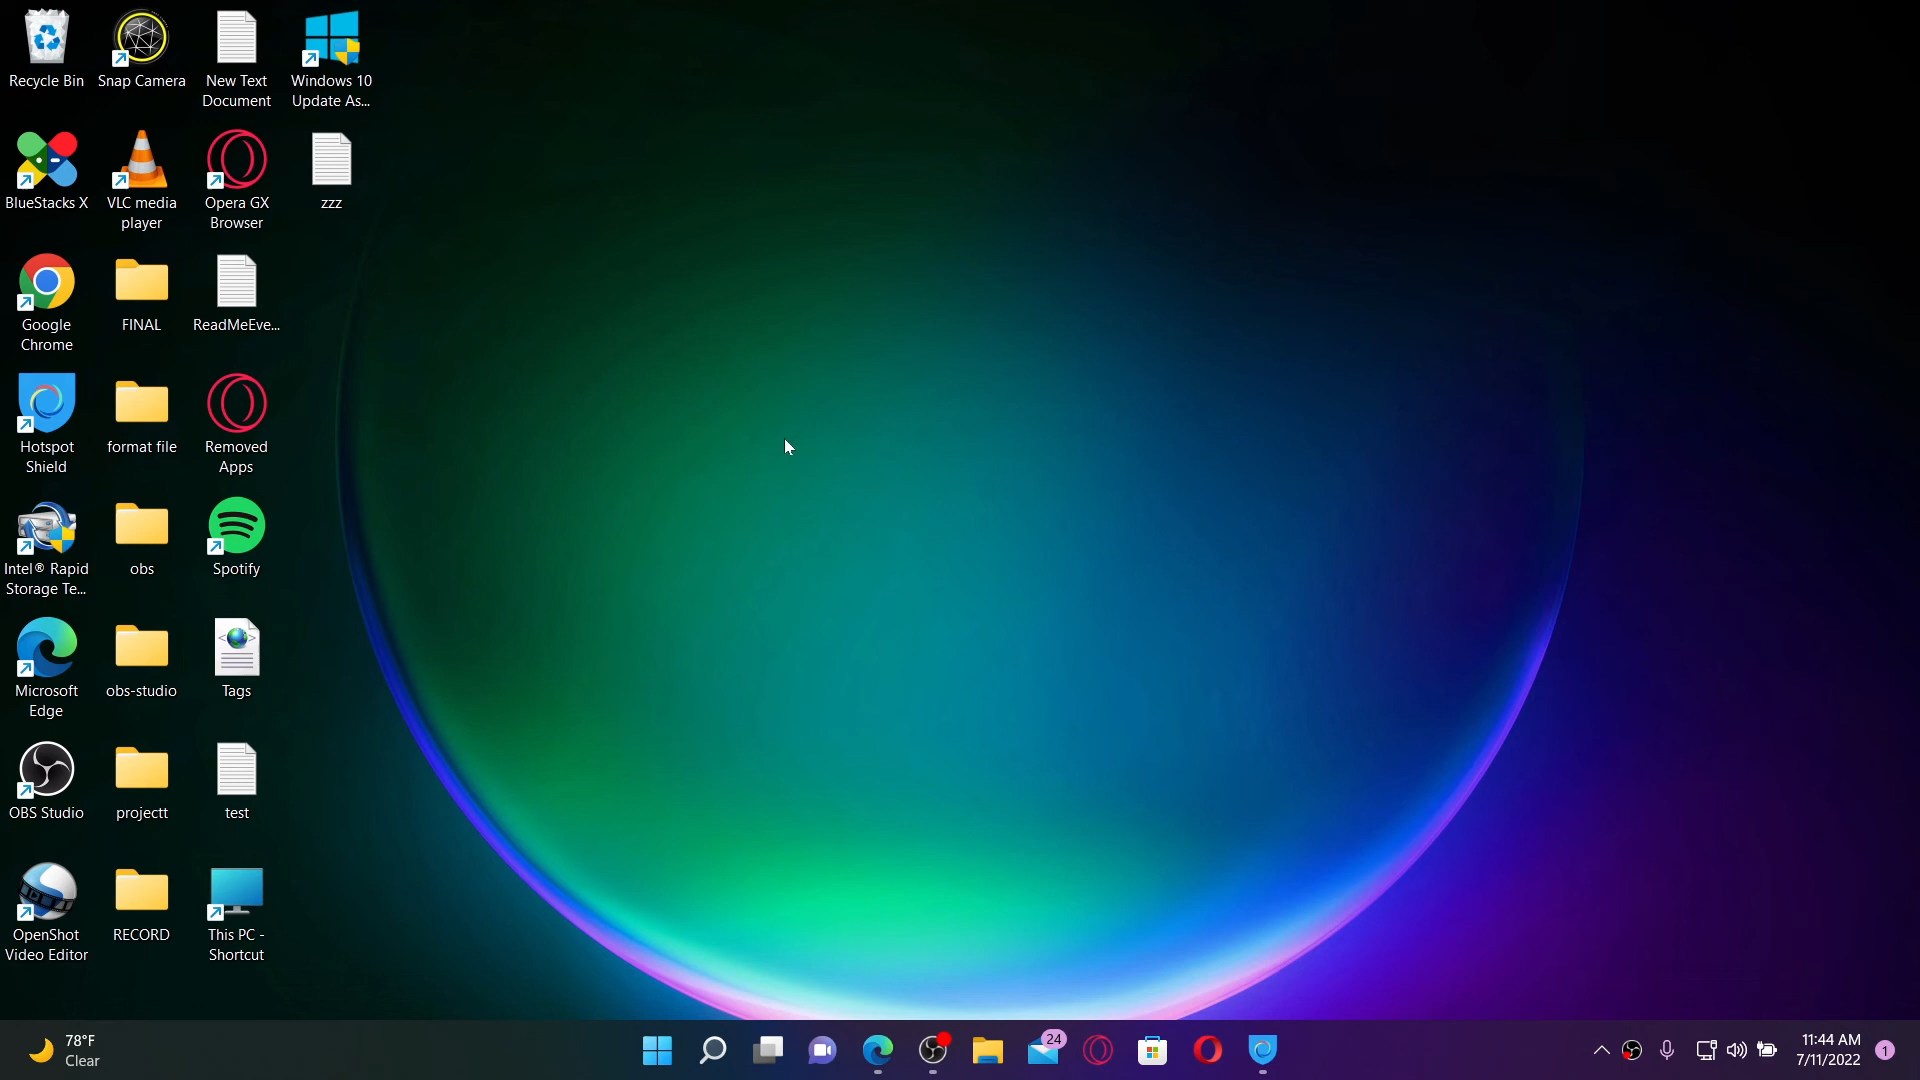 Recycle Bin
Snap Camera
New Text
Document
Windows 10
Update As...
BlueStacks X
VLC media
player
Opera GX
Browser
zzz
Google
Chrome
FINAL
ReadMeEve...
Hotspot
Shield
format file
Removed
Apps
Intel® Rapid
Storage Te...
obs
Spotify
Microsoft
Edge
obs-studio
Tags
OBS Studio
projectt
test
OpenShot
Video Editor
RECORD
This PC -
Shortcut
78°F
Clear
24
11:44 AM
7/11/2022
1